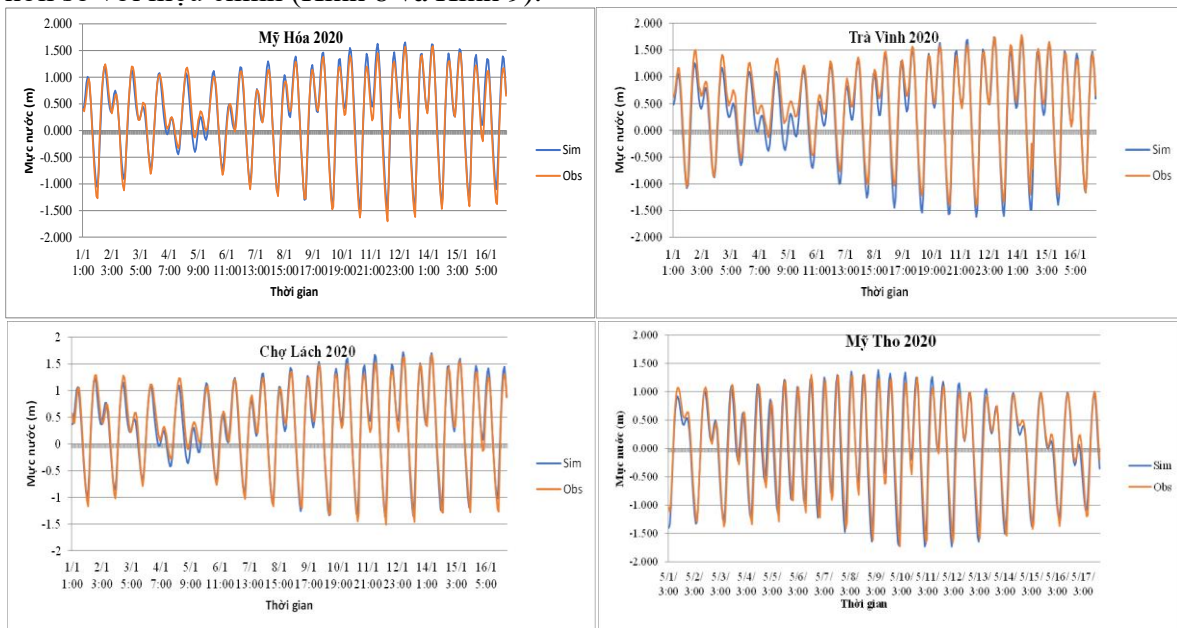 hơn so với hiệu chỉnh (Hình 8 và Hình 9).
Mỹ Hóa 2020
Mực nước (m)
1.500
1.000
0.500
0.000
-0.500
-1.000
-1.500
-2.000
2.000
Sim
Obs
1/1 2/1 3/1 4/1 5/1 6/1 7/1 8/1 9/1 10/1 11/1 12/1 14/1 15/1 16/1
1:00 3:00 5:00 7:00 9:00 11:00 13:00 15:00 17:00 19:00 21:00 23:00 1:00 3:00 5:00
Thời gian
Trà Vinh 2020
Mực nước (m)
2.000
1.500
1.000
0.500
0.000
-0.500
-1.000
-1.500
-2.000
Sim
Obs
1/1 2/1 3/1 4/1 5/1 6/1 7/1 8/1 9/1 10/1 11/1 12/1 14/1 15/1 16/1
1:00 3:00 5:00 7:00 9:00 11:00 13:00 15:00 17:00 19:00 21:00 23:00 1:00 3:00 5:00
Thời gian
Chợ Lách 2020
Mực nước (m)
2
1.5
1
0.5
0
-0.5
-1
-1.5
-2
Sim
Obs
1/1 2/1 3/1 4/1 5/1 6/1 7/1 8/1 9/1 10/1 11/1 12/1 14/1 15/1 16/1
1:00 3:00 5:00 7:00 9:00 11:00 13:00 15:00 17:00 19:00 21:00 23:00 1:00 3:00 5:00
Thời gian
Mỹ Tho 2020
Mực nước (m)
2.000
1.500
1.000
0.500
0.000
-0.500
-1.000
-1.500
-2.000
Sim
Obs
5/1/ 5/2/ 5/3/ 5/4/ 5/5/ 5/6/ 5/7/ 5/8/ 5/9/ 5/10/ 5/11/ 5/12/ 5/13/ 5/14/ 5/15/ 5/16/ 5/17/
3:00 3:00 3:00 3:00 3:00 3:00 3:00 3:00 3:00 3:00 3:00 3:00 3:00 3:00 3:00 3:00 3:00
Thời gian